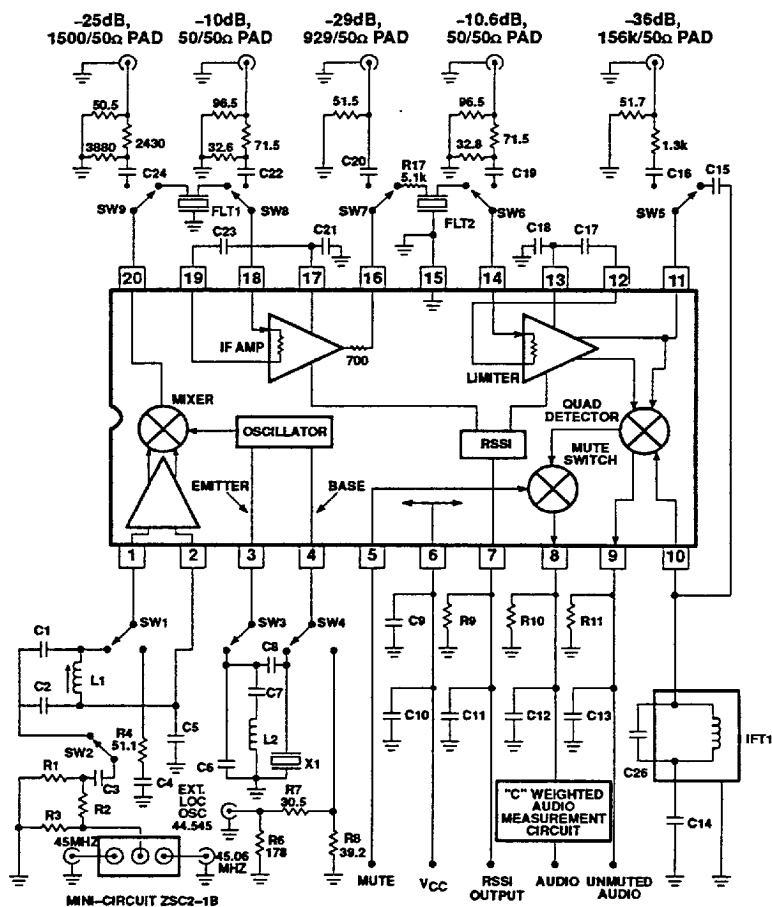 –25dB, –10dB, –29dB, –10.6dB, –36dB,
1500/50Ω PAD 50/50Ω PAD 929/50Ω PAD 50/50Ω PAD 156k/50Ω PAD
50.5 96.5 51.5 96.5 51.7
3880 2430 32.6 71.5 32.8 71.5 1.3k
C24 C22 C20 R17 5.1k C19 C16 C15
SW9 FLT1 SW8 SW7 FLT2 SW6 SW5
C23 C21 C18 C17
20 19 18 17 16 15 14 13 12 11
IF AMP 700 LIMITER
MIXER OSCILLATOR RSSI QUAD DETECTOR
MUTE SWITCH
EMITTER BASE
1 2 3 4 5 6 7 8 9 10
SW1 SW3 SW4
C1 C8 C9 R9 R10 R11
L1 C7
C2 C5 L2 C10 C11 C12 C13
R4 51.1 IFT1
SW2 C6 X1 C26
R1 C3 C4 EXT. LOC OSC 44.545 R7 30.5
"C" WEIGHTED AUDIO MEASUREMENT CIRCUIT
R2 C14
R3 R6 178 R8 39.2
45MHZ 45.06 MHZ
MUTE VCC RSSI OUTPUT AUDIO UNMUTED AUDIO
MINI–CIRCUIT ZSC2–1B